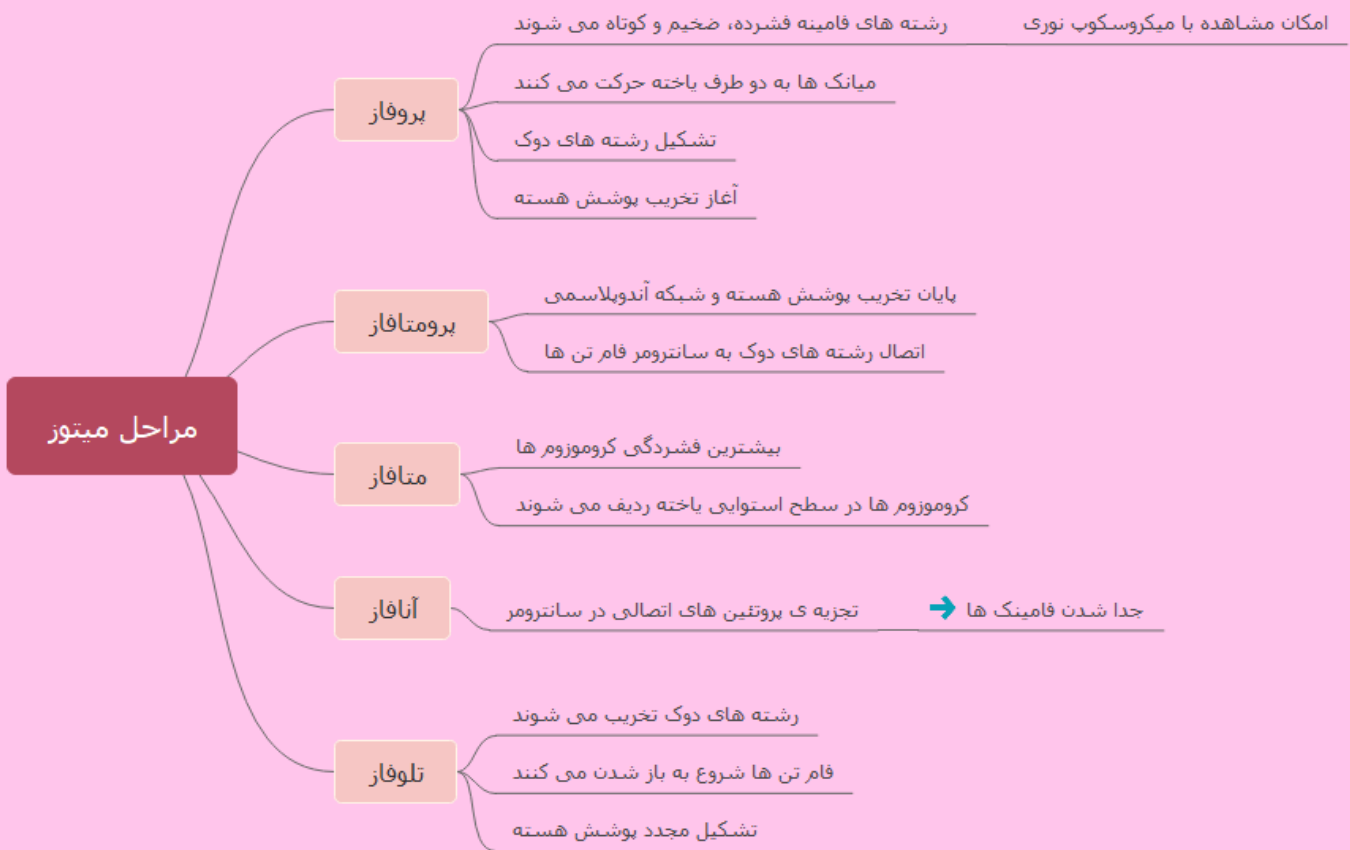 مراحل میتوز
پروفاز
رشته های فامینه فشرده، ضخیم و کوتاه می شوند
امکان مشاهده با میکروسکوپ نوری
میانک ها به دو طرف یاخته حرکت می کنند
تشکیل رشته های دوک
آغاز تخریب پوشش هسته
پرومتافاز
پایان تخریب پوشش هسته و شبکه آندوپلاسمی
اتصال رشته های دوک به سانترومر فام تن ها
متافاز
بیشترین فشردگی کروموزوم ها
کروموزوم ها در سطح استوایی یاخته ردیف می شوند
آنافاز
تجزیه ی پروتئین های اتصالی در سانترومر
جدا شدن فامینک ها
تلوفاز
رشته های دوک تخریب می شوند
فام تن ها شروع به باز شدن می کنند
تشکیل مجدد پوشش هسته